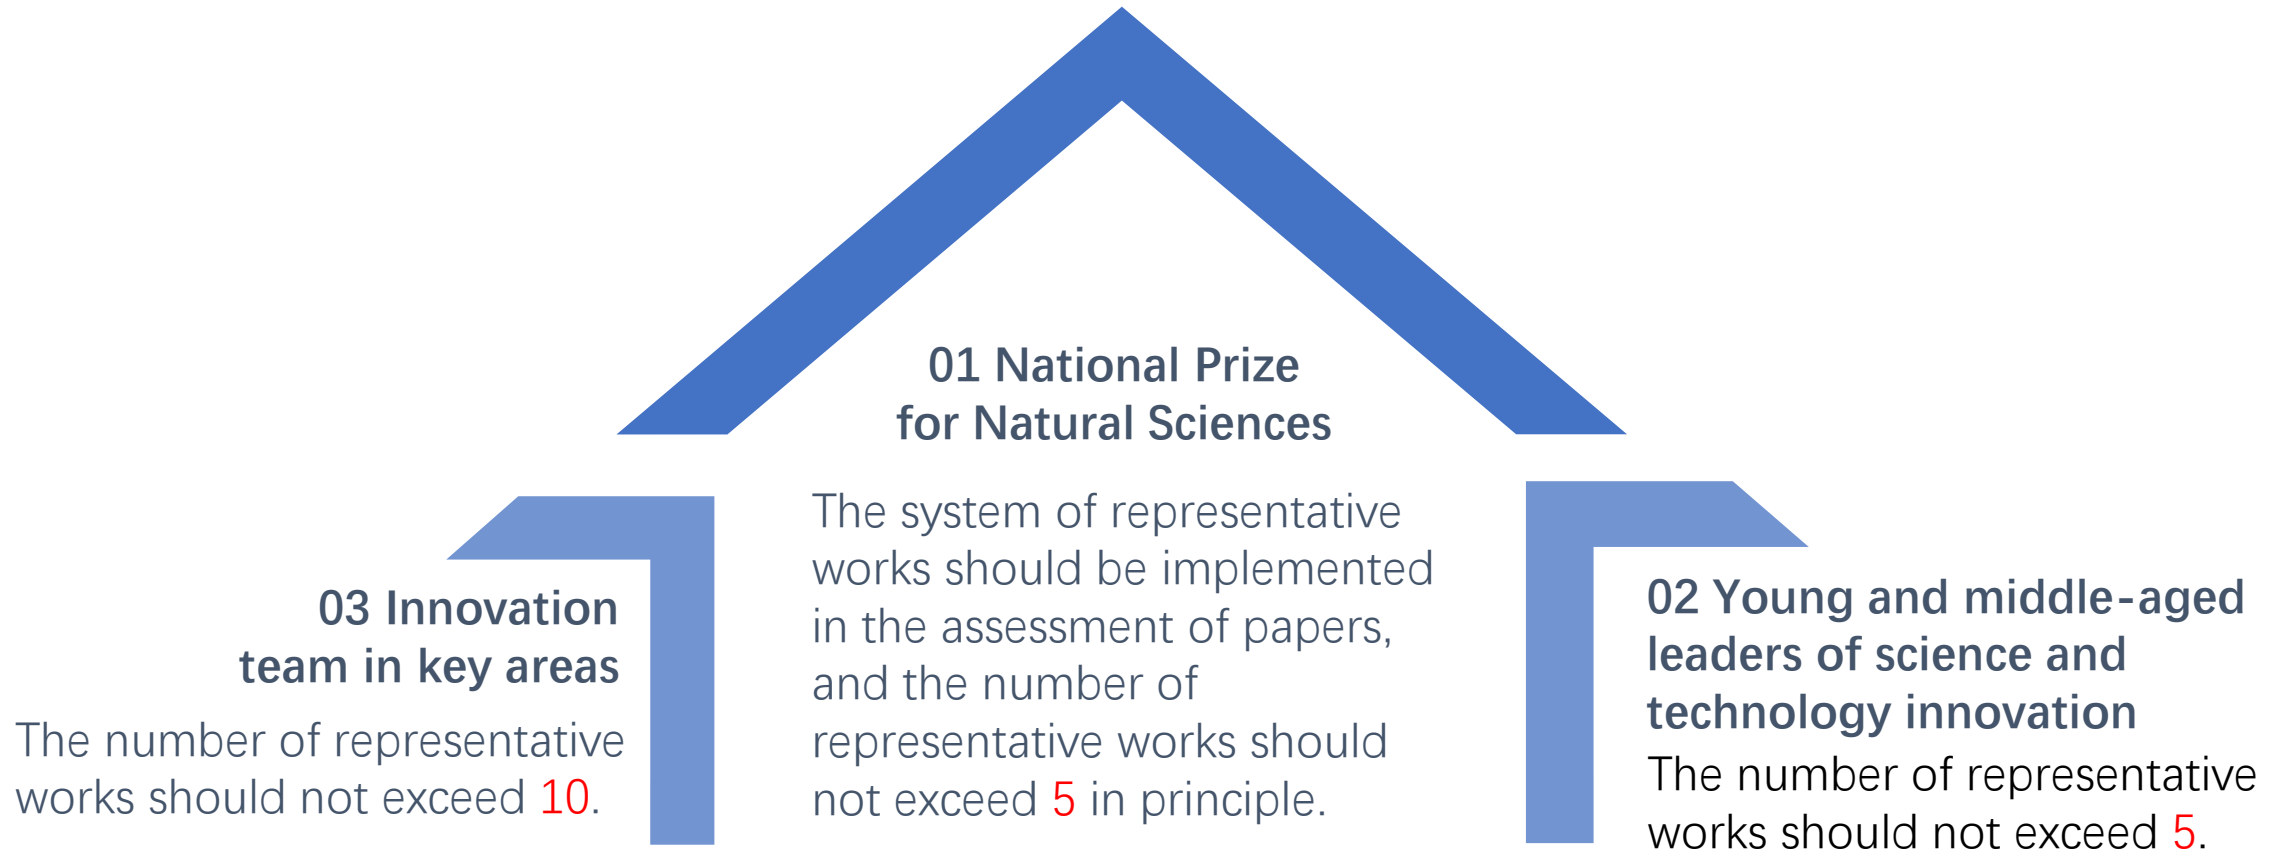 01 National Prize
for Natural Sciences
The system of representative
works should be implemented
in the assessment of papers,
and the number of
representative works should
not exceed 5 in principle.
02 Young and middle-aged
leaders of science and
technology innovation
The number of representative
works should not exceed 5.
03 Innovation
team in key areas
The number of representative
works should not exceed 10.